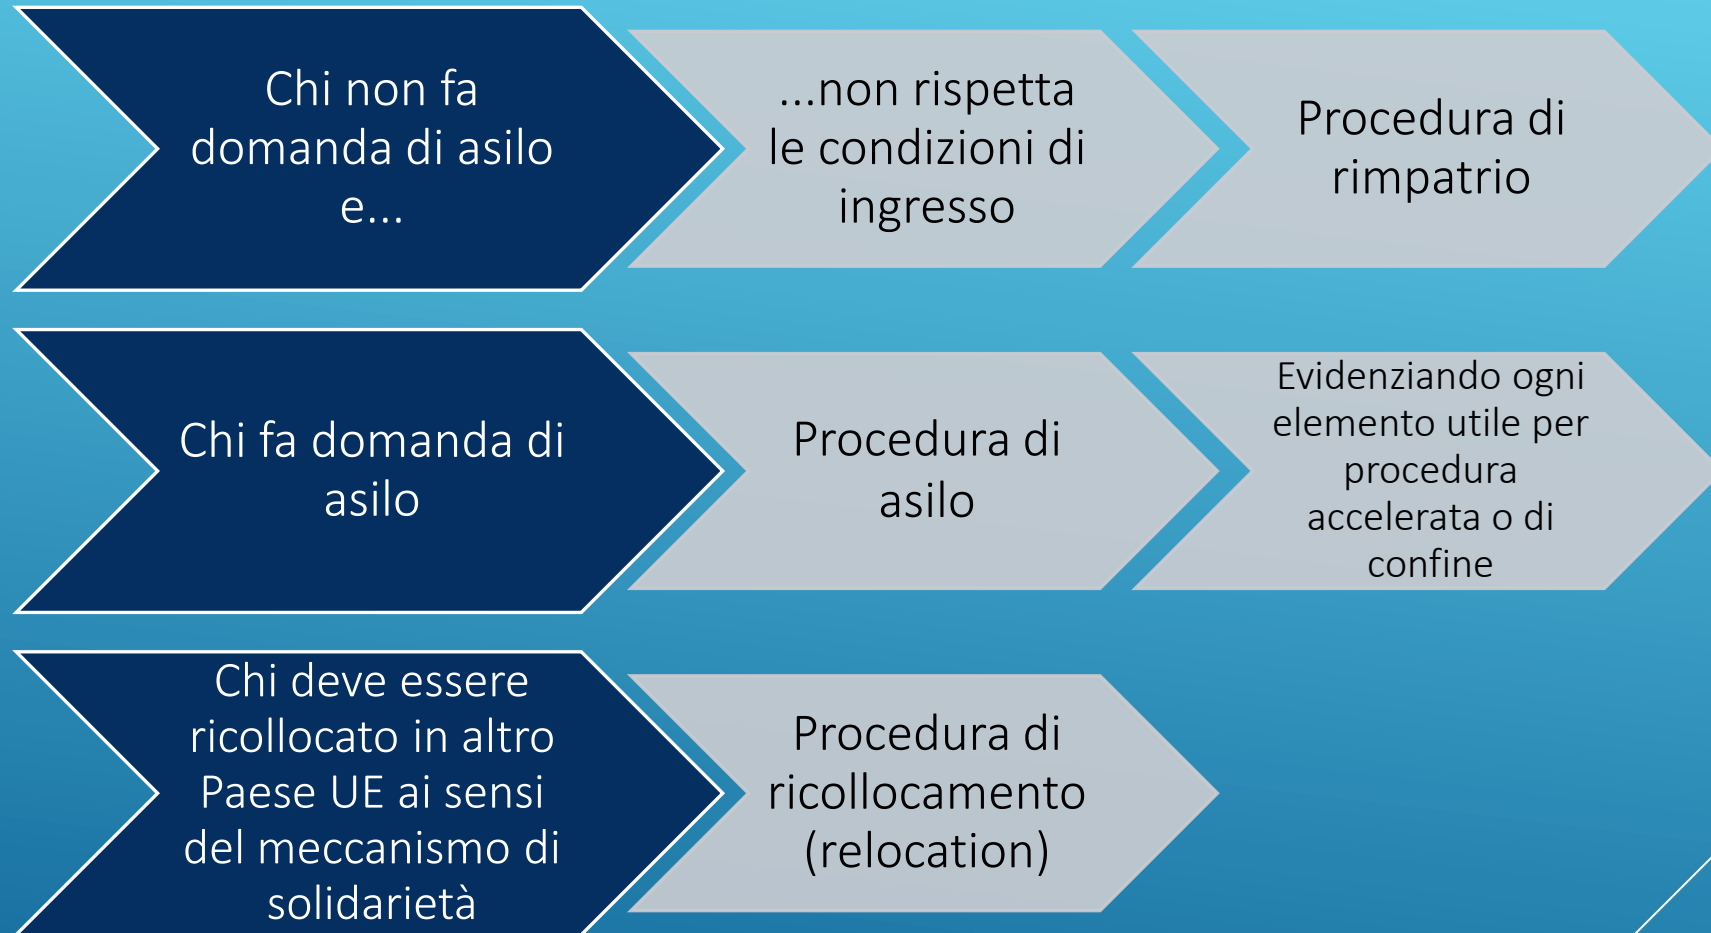 Chi non fa
domanda di asilo
e...
...non rispetta
le condizioni di
ingresso
Procedura di
rimpatrio
Chi fa domanda di
asilo
Procedura di
asilo
Evidenziando ogni
elemento utile per
procedura
accelerata o di
confine
Chi deve essere
ricollocato in altro
Paese UE ai sensi
del meccanismo di
solidarietà
Procedura di
ricollocamento
(relocation)